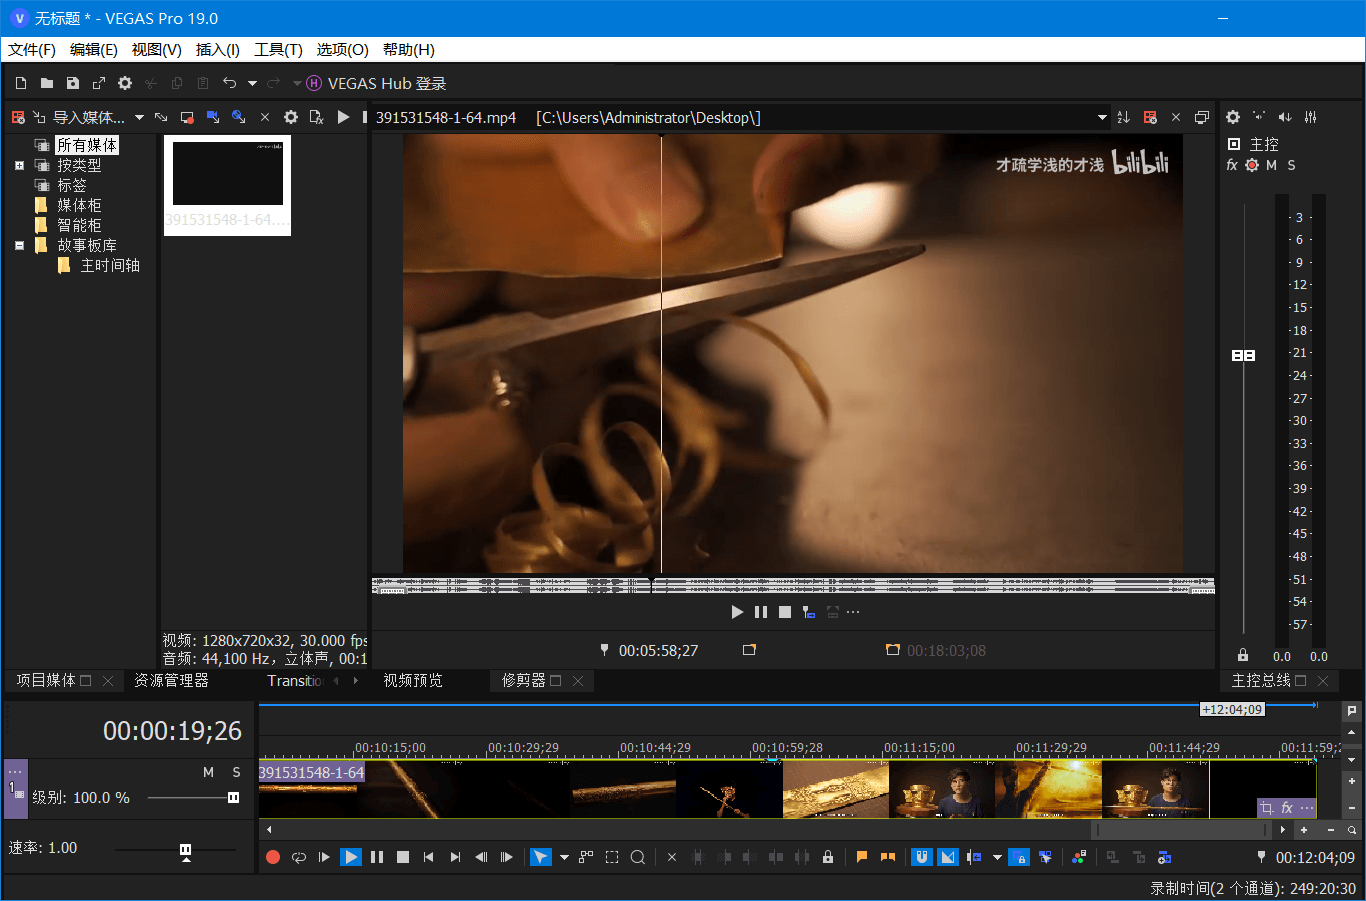 V 无标题 * - VEGAS Pro 19.0
文件(F) 编辑(E) 视图(V) 插入(I) 工具(T) 选项(O) 帮助(H)
H VEGAS Hub 登录
导入媒体...
391531548-1-64.mp4 [C:\Users\Administrator\Desktop\]
所有媒体
按类型
标签
媒体柜
智能柜
故事板库
主时间轴
391531548-1-64....
才疏学浅的才浅 bilibili
主控
fx M S
- 3 -
- 6 -
- 9 -
-12-
-15-
-18-
-21-
-24-
-27-
-30-
-33-
-36-
-39-
-42-
-45-
-48-
-51-
-54-
-57-
0.0 0.0
视频: 1280x720x32, 30.000 fps
音频: 44,100 Hz，立体声, 00:1
00:05:58;27
00:18:03;08
项目媒体 资源管理器 Transitio 视频预览 修剪器 主控总线
00:00:19;26
+12:04;09
00:10:15;00 00:10:29;29 00:10:44;29 00:10:59;28 00:11:15;00 00:11:29;29 00:11:44;29 00:11:59;2
M S
1
级别: 100.0 %
391531548-1-64
fx ...
速率: 1.00
00:12:04;09
录制时间(2 个通道): 249:20:30